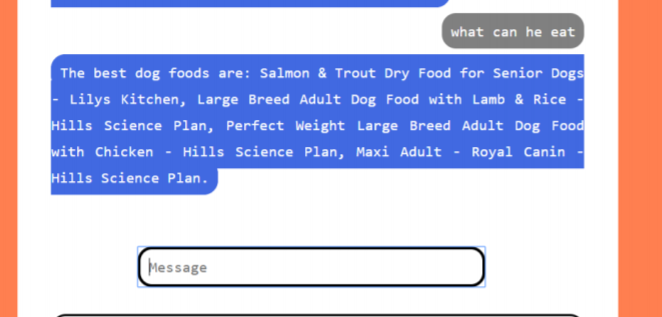 what can he eat
The best dog foods are: Salmon & Trout Dry Food for Senior Dogs
- Lilys Kitchen, Large Breed Adult Dog Food with Lamb & Rice -
Hills Science Plan, Perfect Weight Large Breed Adult Dog Food
with Chicken - Hills Science Plan, Maxi Adult - Royal Canin -
Hills Science Plan.
Message